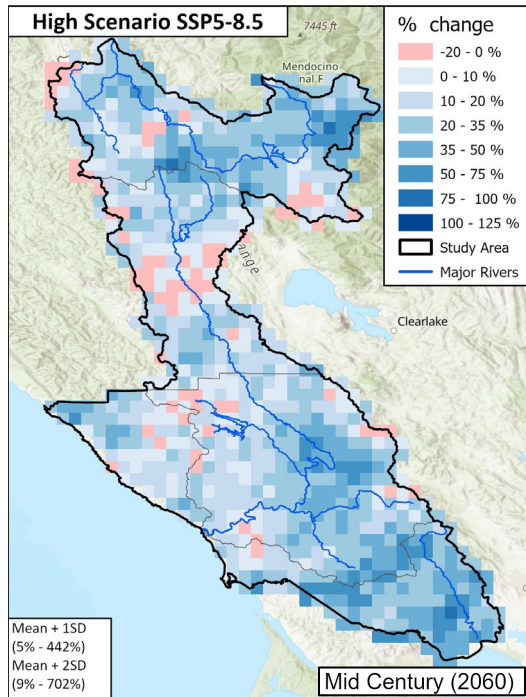 High Scenario SSP5-8.5
7445 ft
Mendocino
nal F
ange
Clearlake
% change
-20 - 0 %
0 - 10 %
10 - 20 %
20 - 35 %
35 - 50 %
50 - 75 %
75 - 100 %
100 - 125 %
Study Area
Major Rivers
Mean + 1SD
(5% - 442%)
Mean + 2SD
(9% - 702%)
Mid Century (2060)